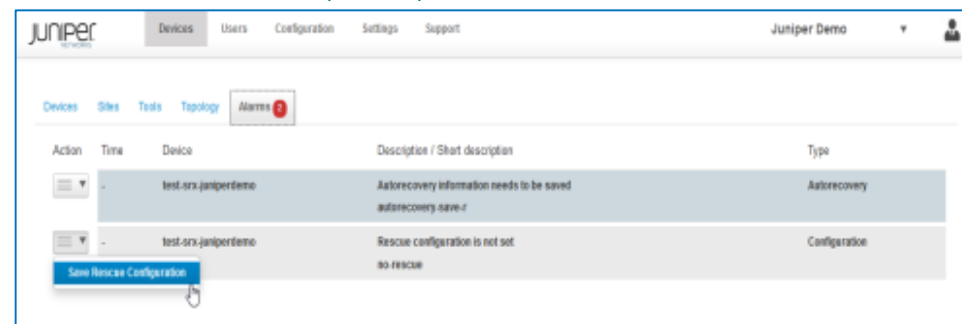 JUNIPER
NETWORKS
Devices Users Configuration Settings Support Juniper Demo
Devices Sites Tools Topology Alarms 2
Action Time Device Description / Short description Type
- test-srx-juniperdemo Autorecovery information needs to be saved Autorecovery
autorecovery-save-r
- test-srx-juniperdemo Rescue configuration is not set Configuration
no-rescue
Save Rescue Configuration